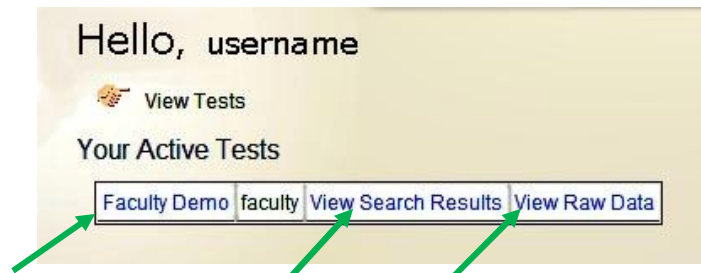 Hello, username
View Tests
Your Active Tests
Faculty Demo faculty View Search Results View Raw Data